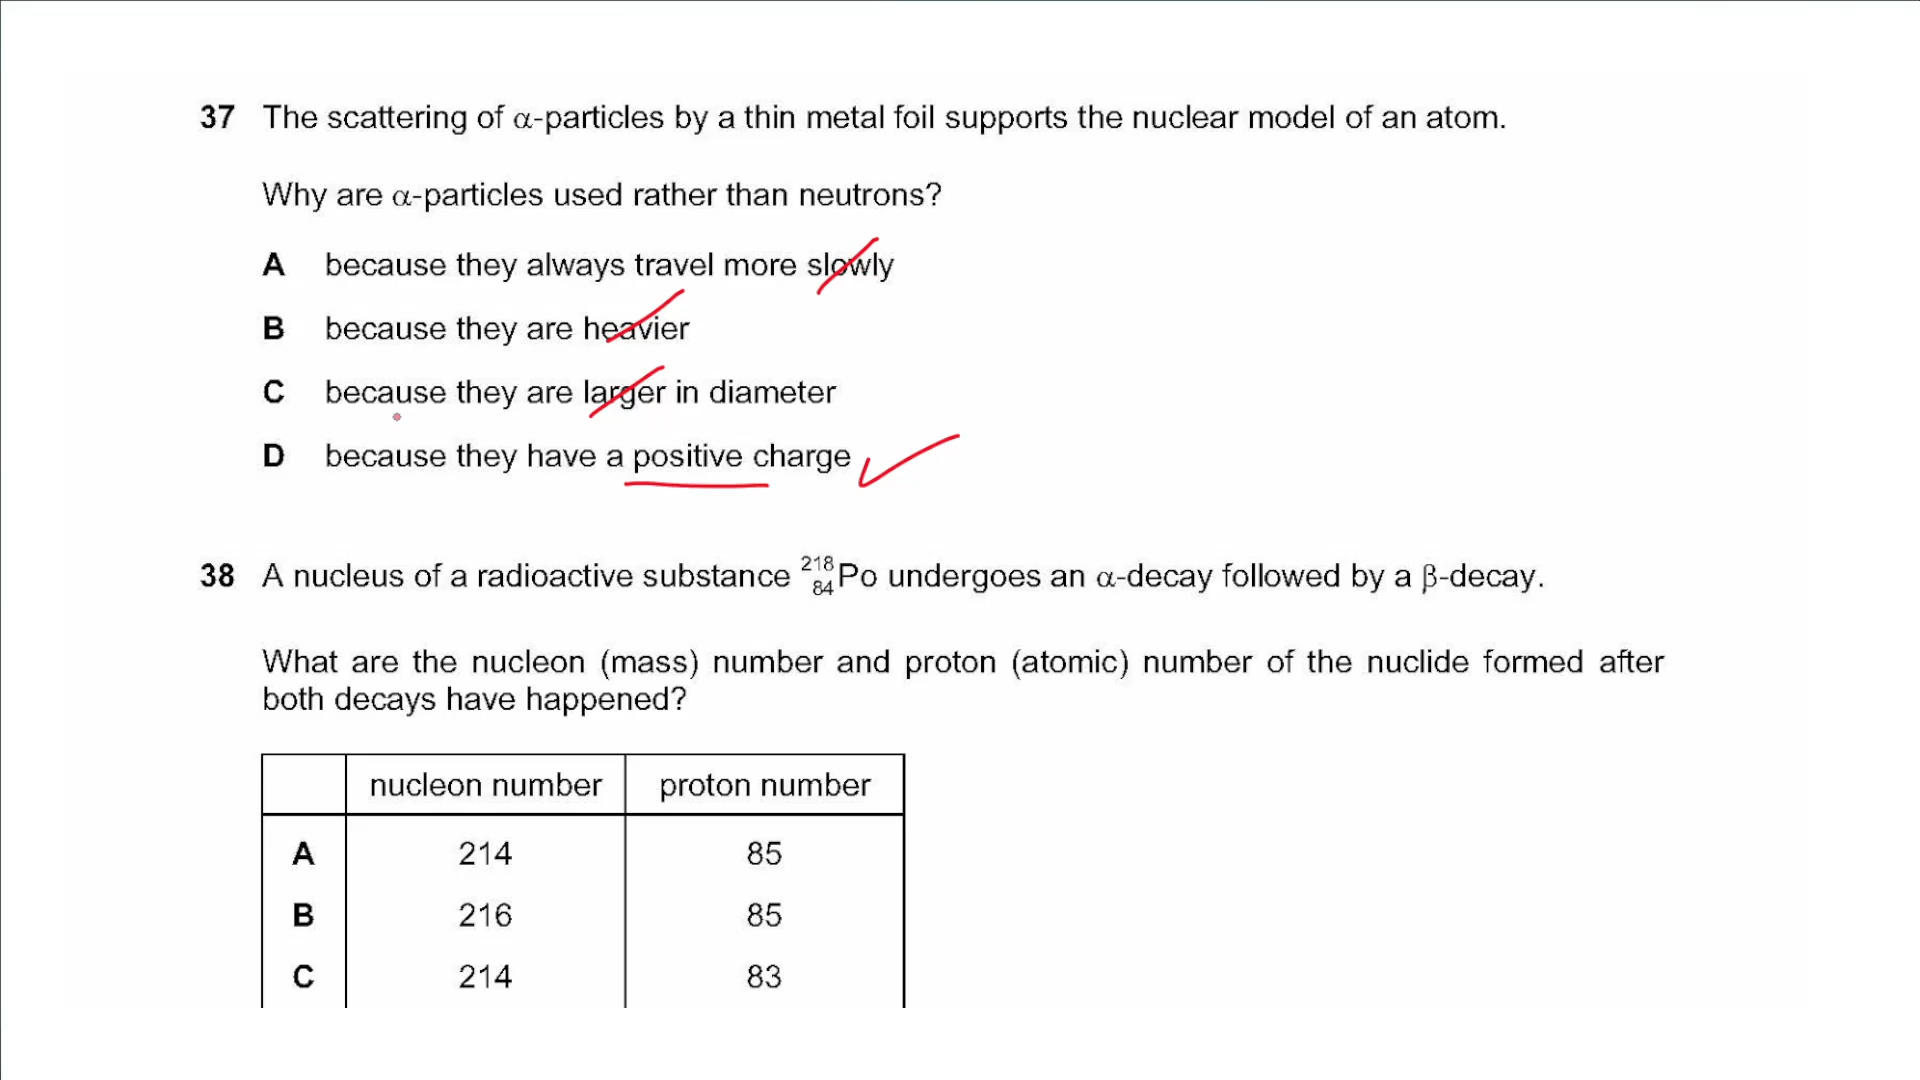 37 The scattering of α-particles by a thin metal foil supports the nuclear model of an atom.
Why are α-particles used rather than neutrons?
A because they always travel more slowly
B because they are heavier
C because they are larger in diameter
D because they have a positive charge
38 A nucleus of a radioactive substance ²¹⁸₈₄Po undergoes an α-decay followed by a β-decay.
What are the nucleon (mass) number and proton (atomic) number of the nuclide formed after
both decays have happened?
nucleon number proton number
A 214 85
B 216 85
C 214 83